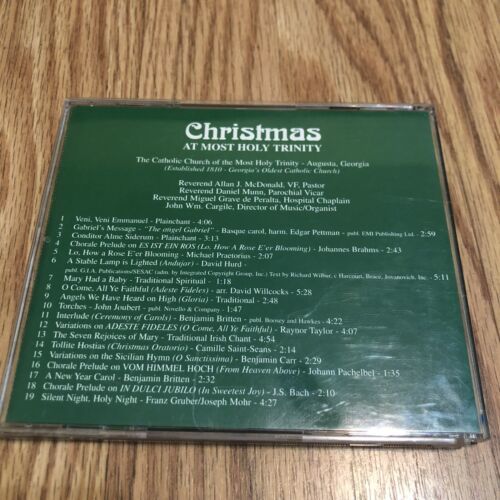 Christmas
AT MOST HOLY TRINITY
The Catholic Church of the Most Holy Trinity - Augusta, Georgia
(Established 1810 - Georgia's Oldest Catholic Church)
Reverend Allan J. McDonald, VF, Pastor
Reverend Daniel Munn, Parochial Vicar
Reverend Miguel Grave de Peralta, Hospital Chaplain
John Wm. Cargile, Director of Music/Organist
1 Veni, Veni Emmanuel - Plainchant - 4:06
2 Gabriel's Message - "The angel Gabriel" - Basque carol, harm. Edgar Pettman - publ. EMI Publishing Ltd. - 2:59
3 Conditor Alme Siderum - Plainchant - 3:13
4 Chorale Prelude on ES IST EIN ROS (Lo, How a Rose E'er Blooming) - Johannes Brahms - 2:43
5 Lo, How a Rose E'er Blooming - Michael Praetorius - 2:07
6 A Stable Lamp is Lighted (Andujar) - David Hurd -
publ. G.I.A. Publications/SESAC (adm. by Integrated Copyright Group, Inc.) Text by Richard Wilbur, c Harcourt, Brace, Jovanovich, Inc. - 5:11
7 Mary Had a Baby - Traditional Spiritual - 1:18
8 O Come, All Ye Faithful (Adeste Fideles) - arr. David Willcocks - 5:28
9 Angels We Have Heard on High (Gloria) - Traditional - 2:48
10 Torches - John Joubert - publ. Novello & Company - 1:47
11 Interlude (Ceremony of Carols) - Benjamin Britten - publ. Boosey and Hawkes - 4:22
12 Variations on ADESTE FIDELES (O Come, All Ye Faithful) - Raynor Taylor - 4:07
13 The Seven Rejoices of Mary - Traditional Irish Chant - 4:54
14 Tollite Hostias (Christmas Oratorio) - Camille Saint-Seans - 1:54
15 Variations on the Sicilian Hymn (O Sanctissima) - Benjamin Carr - 2:29
16 Chorale Prelude on VOM HIMMEL HOCH (From Heaven Above) - Johann Pachelbel - 1:35
17 A New Year Carol - Benjamin Britten - 2:32
18 Chorale Prelude on IN DULCI JUBILO (In Sweetest Joy) - J.S. Bach - 2:10
19 Silent Night, Holy Night - Franz Gruber/Joseph Mohr - 4:27